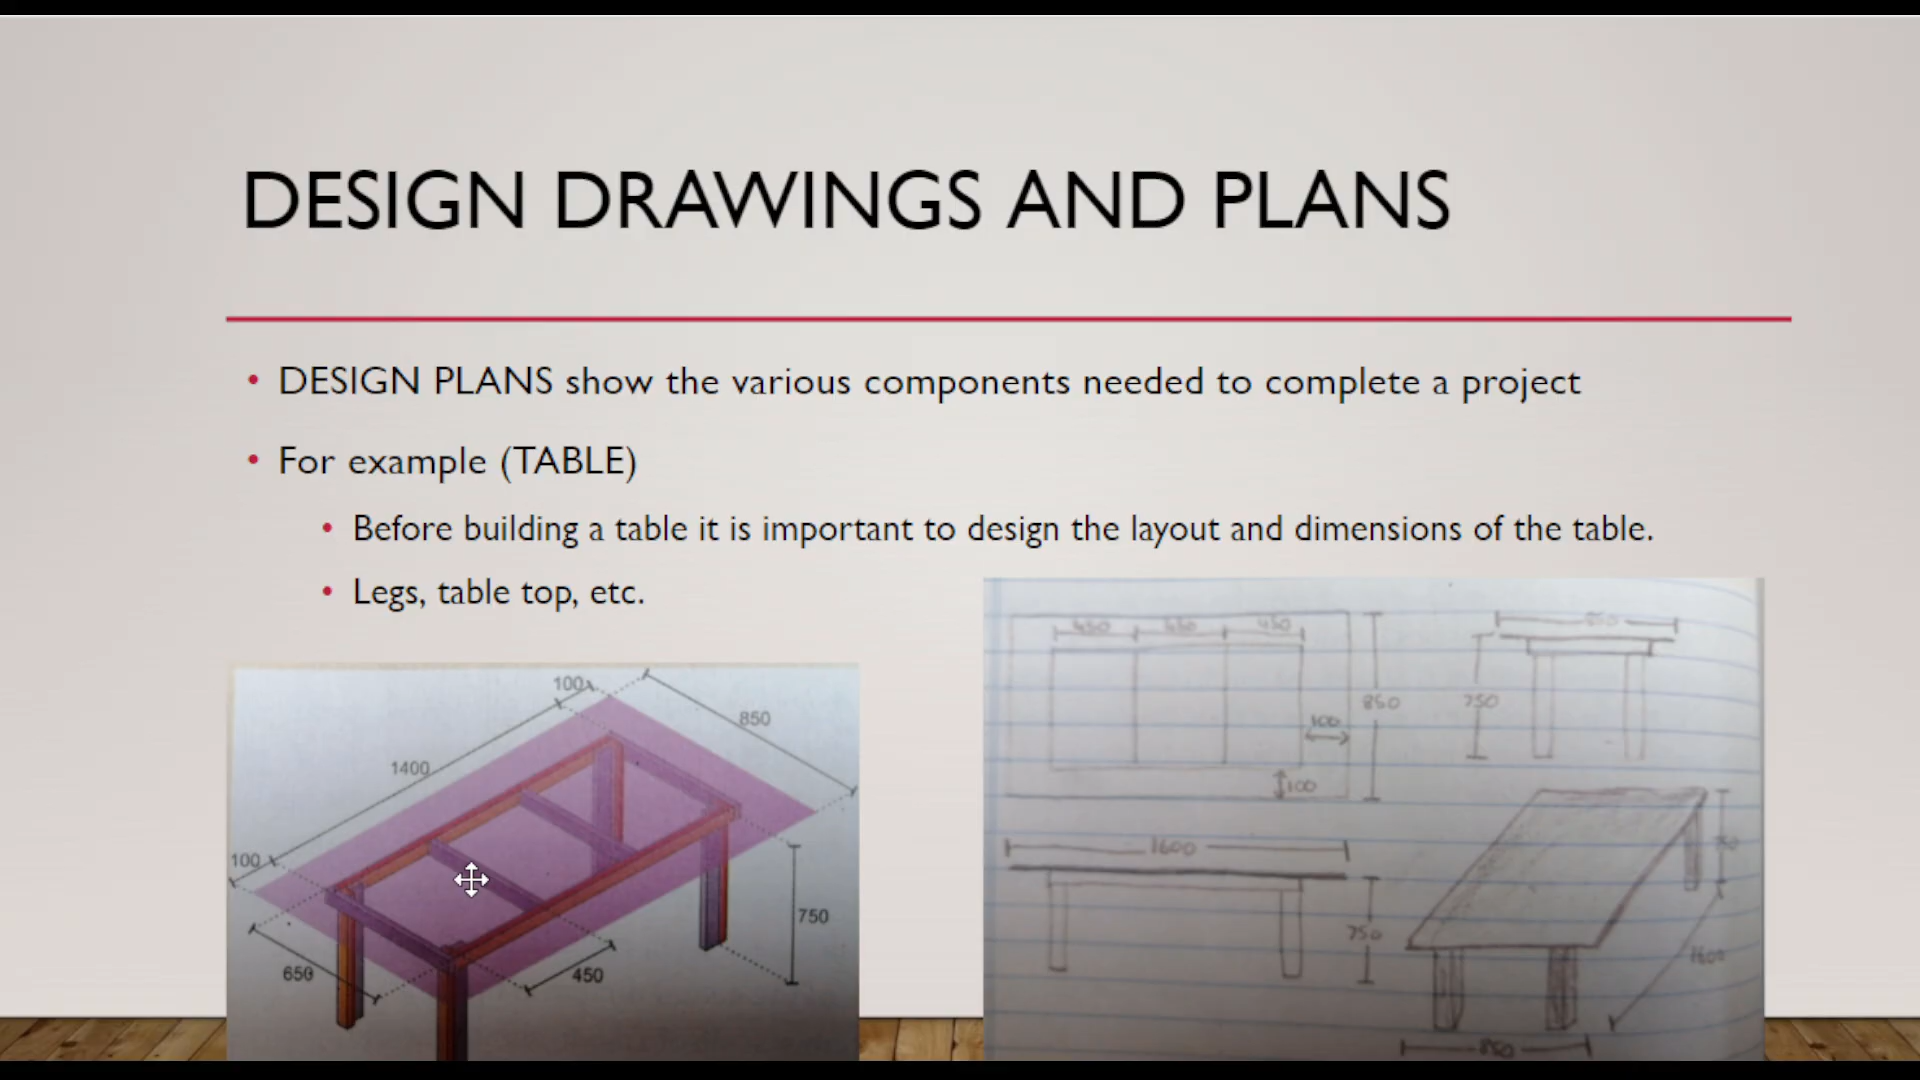 DESIGN DRAWINGS AND PLANS
• DESIGN PLANS show the various components needed to complete a project
• For example (TABLE)
• Before building a table it is important to design the layout and dimensions of the table.
• Legs, table top, etc.
100
850
1400
100
750
650
450
450 450 450
850
850
750
100
100
1600
750
1600
850